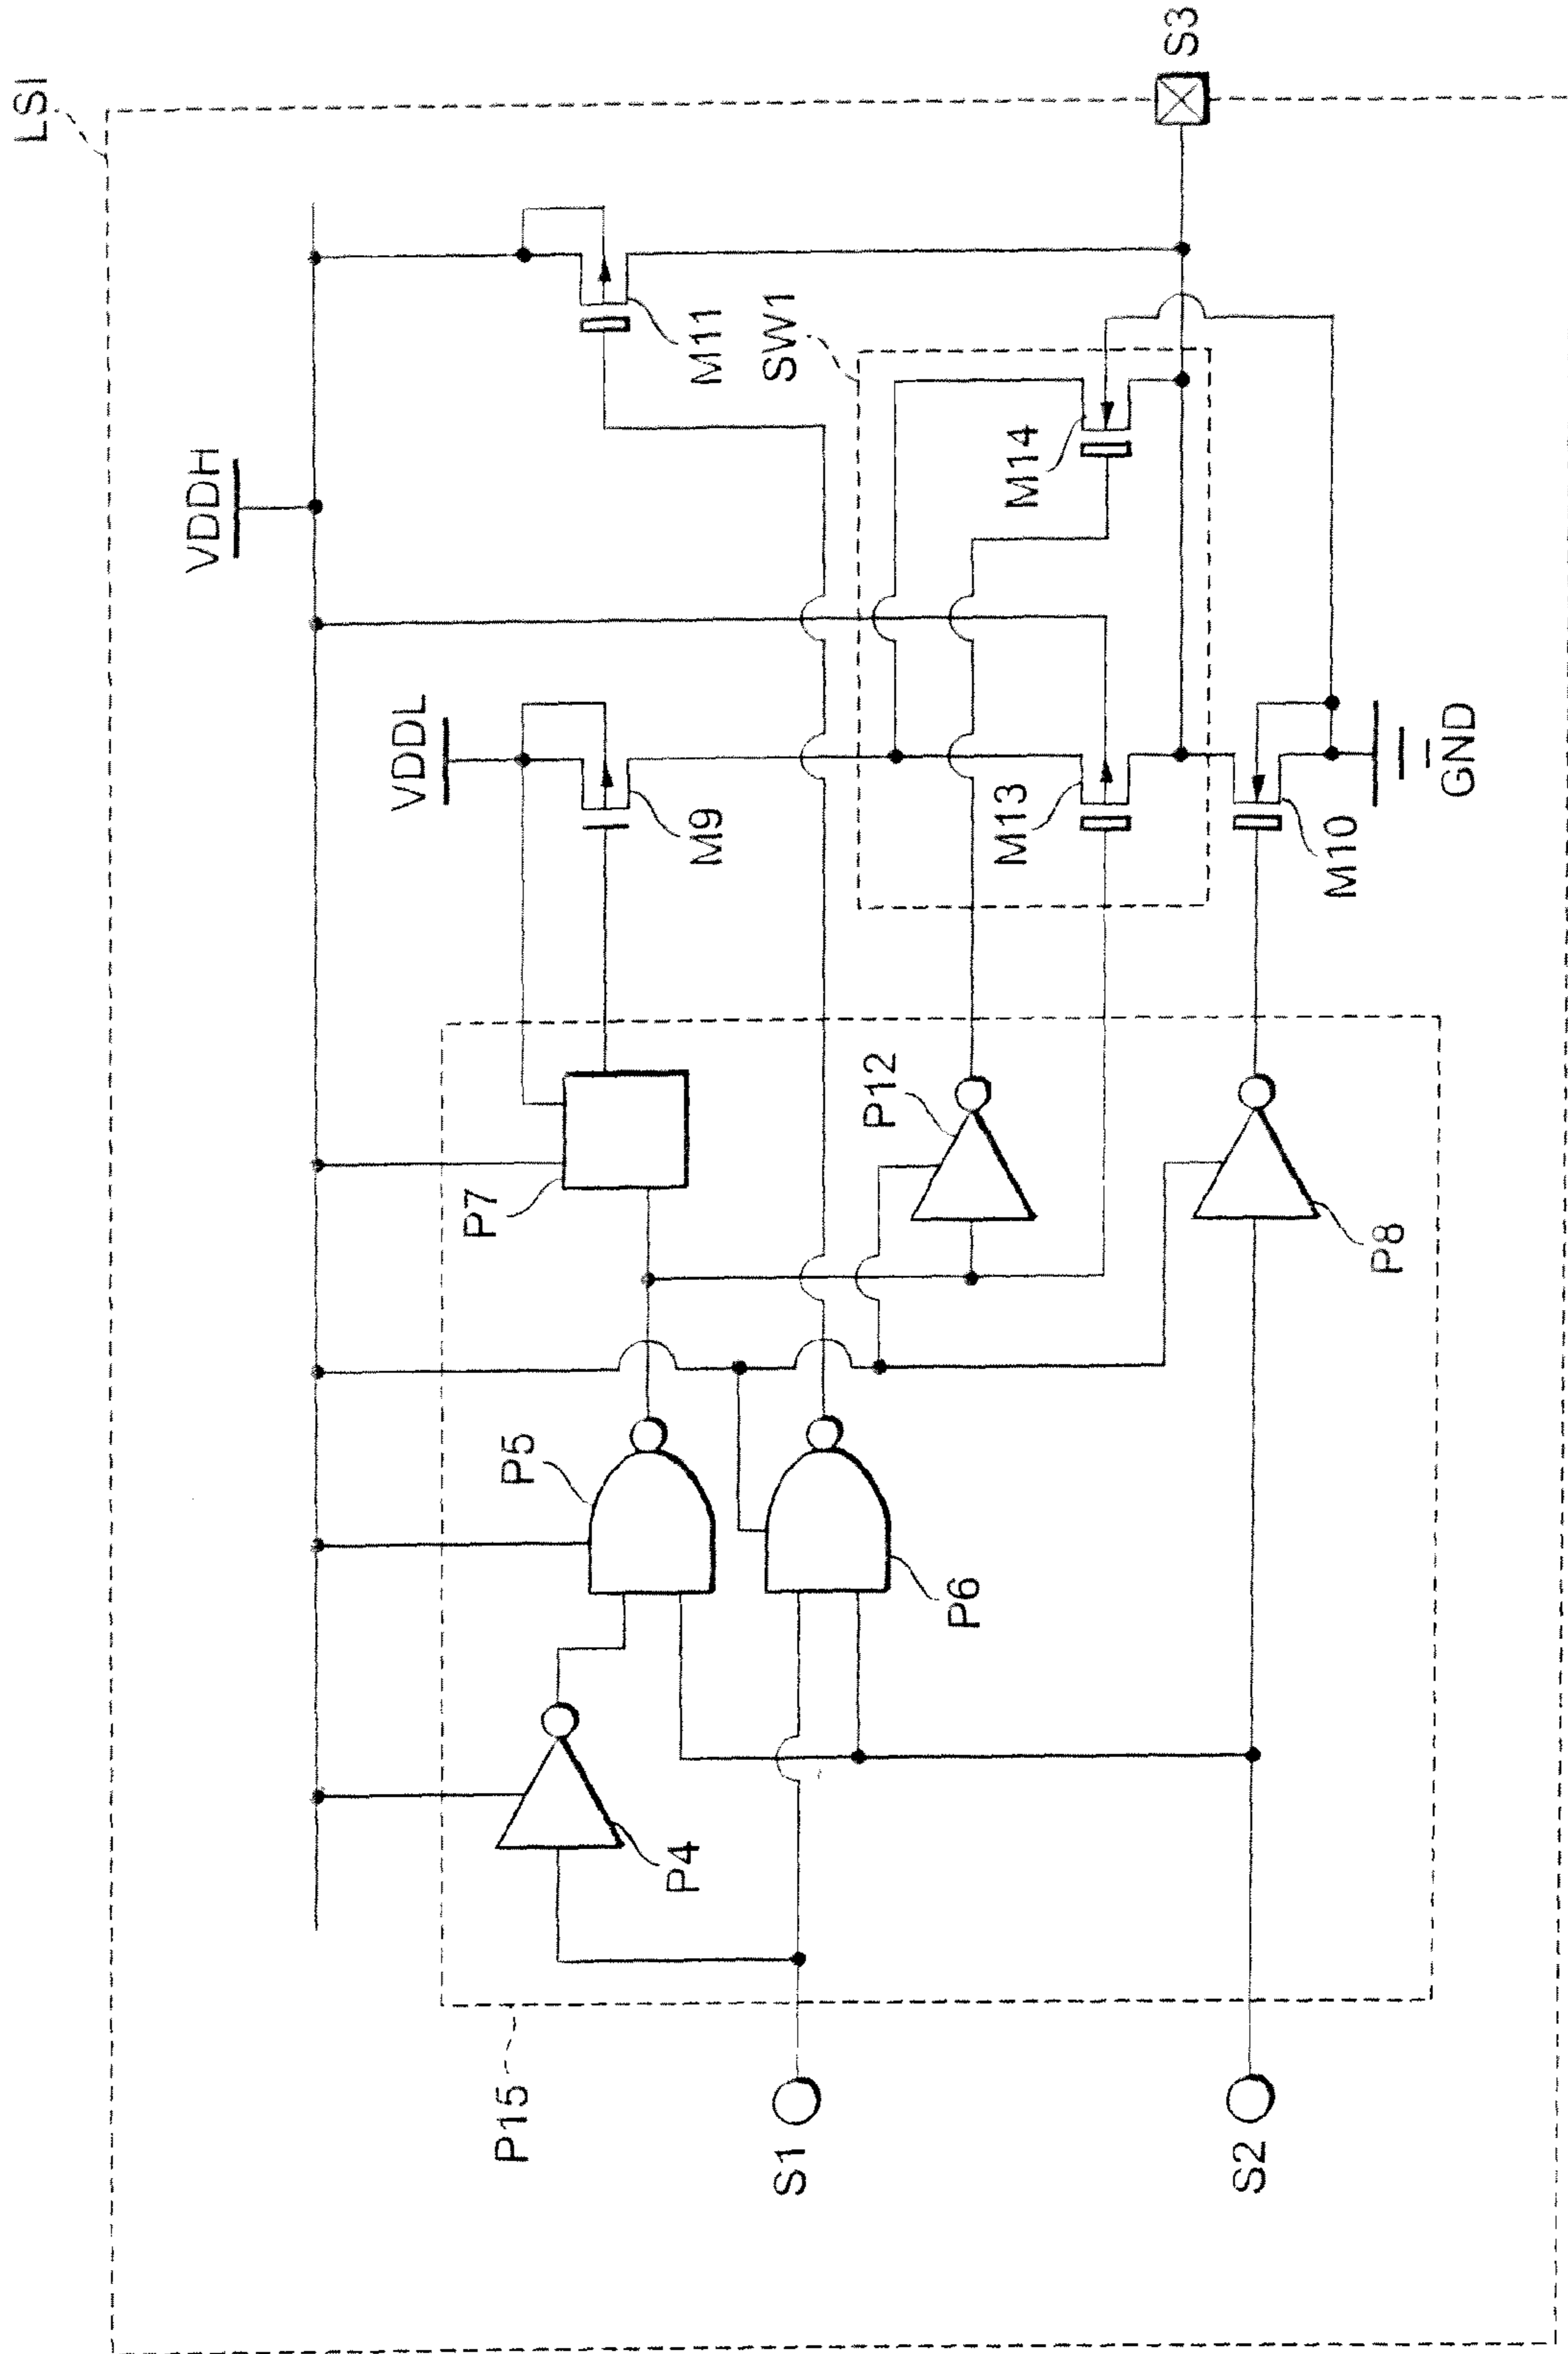 LSI
VDDH
VDDL
M11
SW1
S3
M9
M14
M13
M10
GND
P7
P12
P8
P5
P6
P4
P15
S1
S2